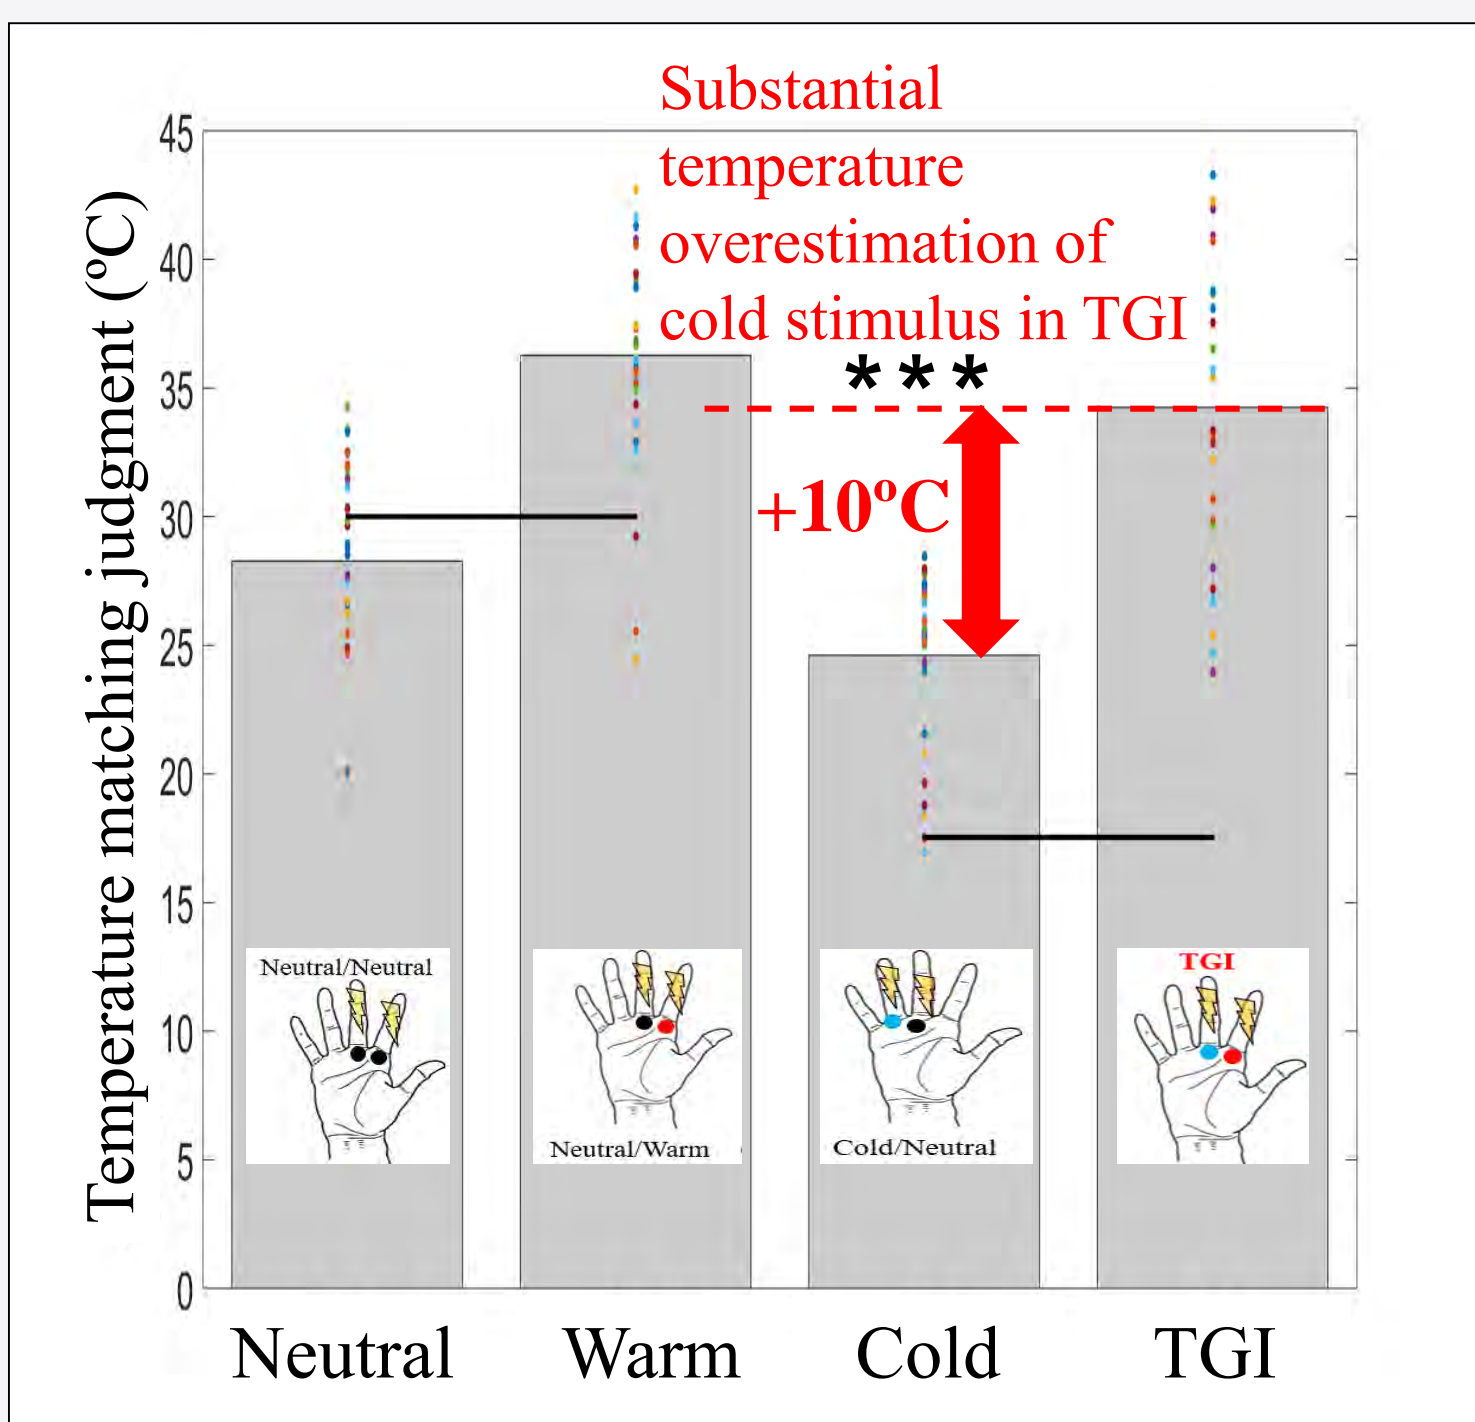 Substantial
temperature
overestimation of
cold stimulus in TGI
***
+10ºC
Temperature matching judgment (ºC)
45
40
35
30
25
20
15
10
5
0
Neutral/Neutral
Neutral/Warm
Cold/Neutral
TGI
Neutral
Warm
Cold
TGI